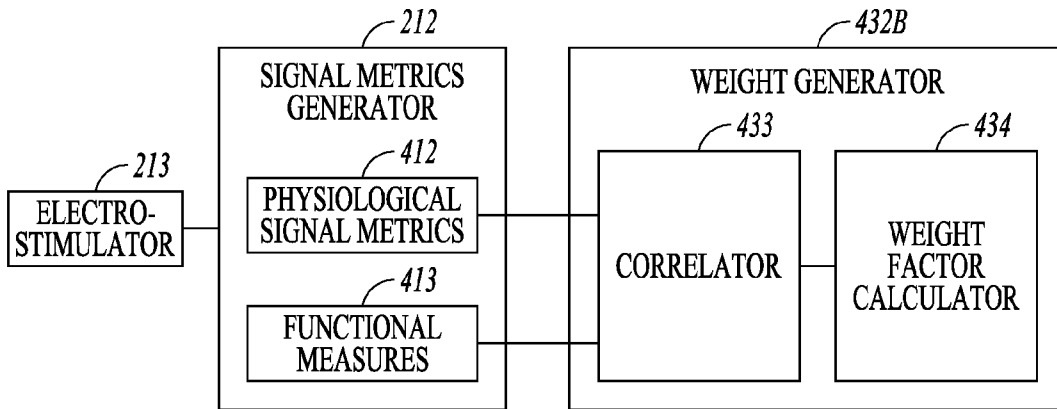 212
432B
SIGNAL METRICS
GENERATOR
WEIGHT GENERATOR
213
412
433
434
ELECTRO-
STIMULATOR
PHYSIOLOGICAL
SIGNAL METRICS
CORRELATOR
WEIGHT
FACTOR
CALCULATOR
413
FUNCTIONAL
MEASURES